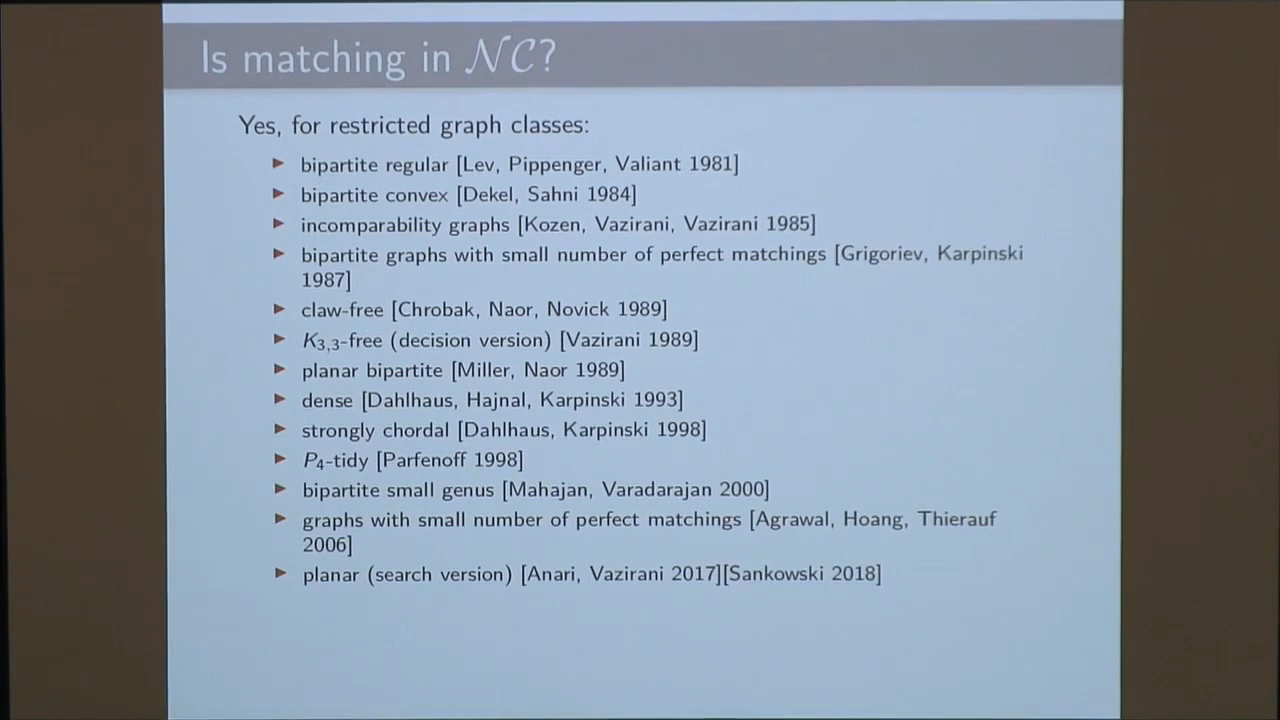 Is matching in 𝒩𝒞?
Yes, for restricted graph classes:
▶ bipartite regular [Lev, Pippenger, Valiant 1981]
▶ bipartite convex [Dekel, Sahni 1984]
▶ incomparability graphs [Kozen, Vazirani, Vazirani 1985]
▶ bipartite graphs with small number of perfect matchings [Grigoriev, Karpinski
1987]
▶ claw-free [Chrobak, Naor, Novick 1989]
▶ K₃,₃-free (decision version) [Vazirani 1989]
▶ planar bipartite [Miller, Naor 1989]
▶ dense [Dahlhaus, Hajnal, Karpinski 1993]
▶ strongly chordal [Dahlhaus, Karpinski 1998]
▶ P₄-tidy [Parfenoff 1998]
▶ bipartite small genus [Mahajan, Varadarajan 2000]
▶ graphs with small number of perfect matchings [Agrawal, Hoang, Thierauf
2006]
▶ planar (search version) [Anari, Vazirani 2017][Sankowski 2018]